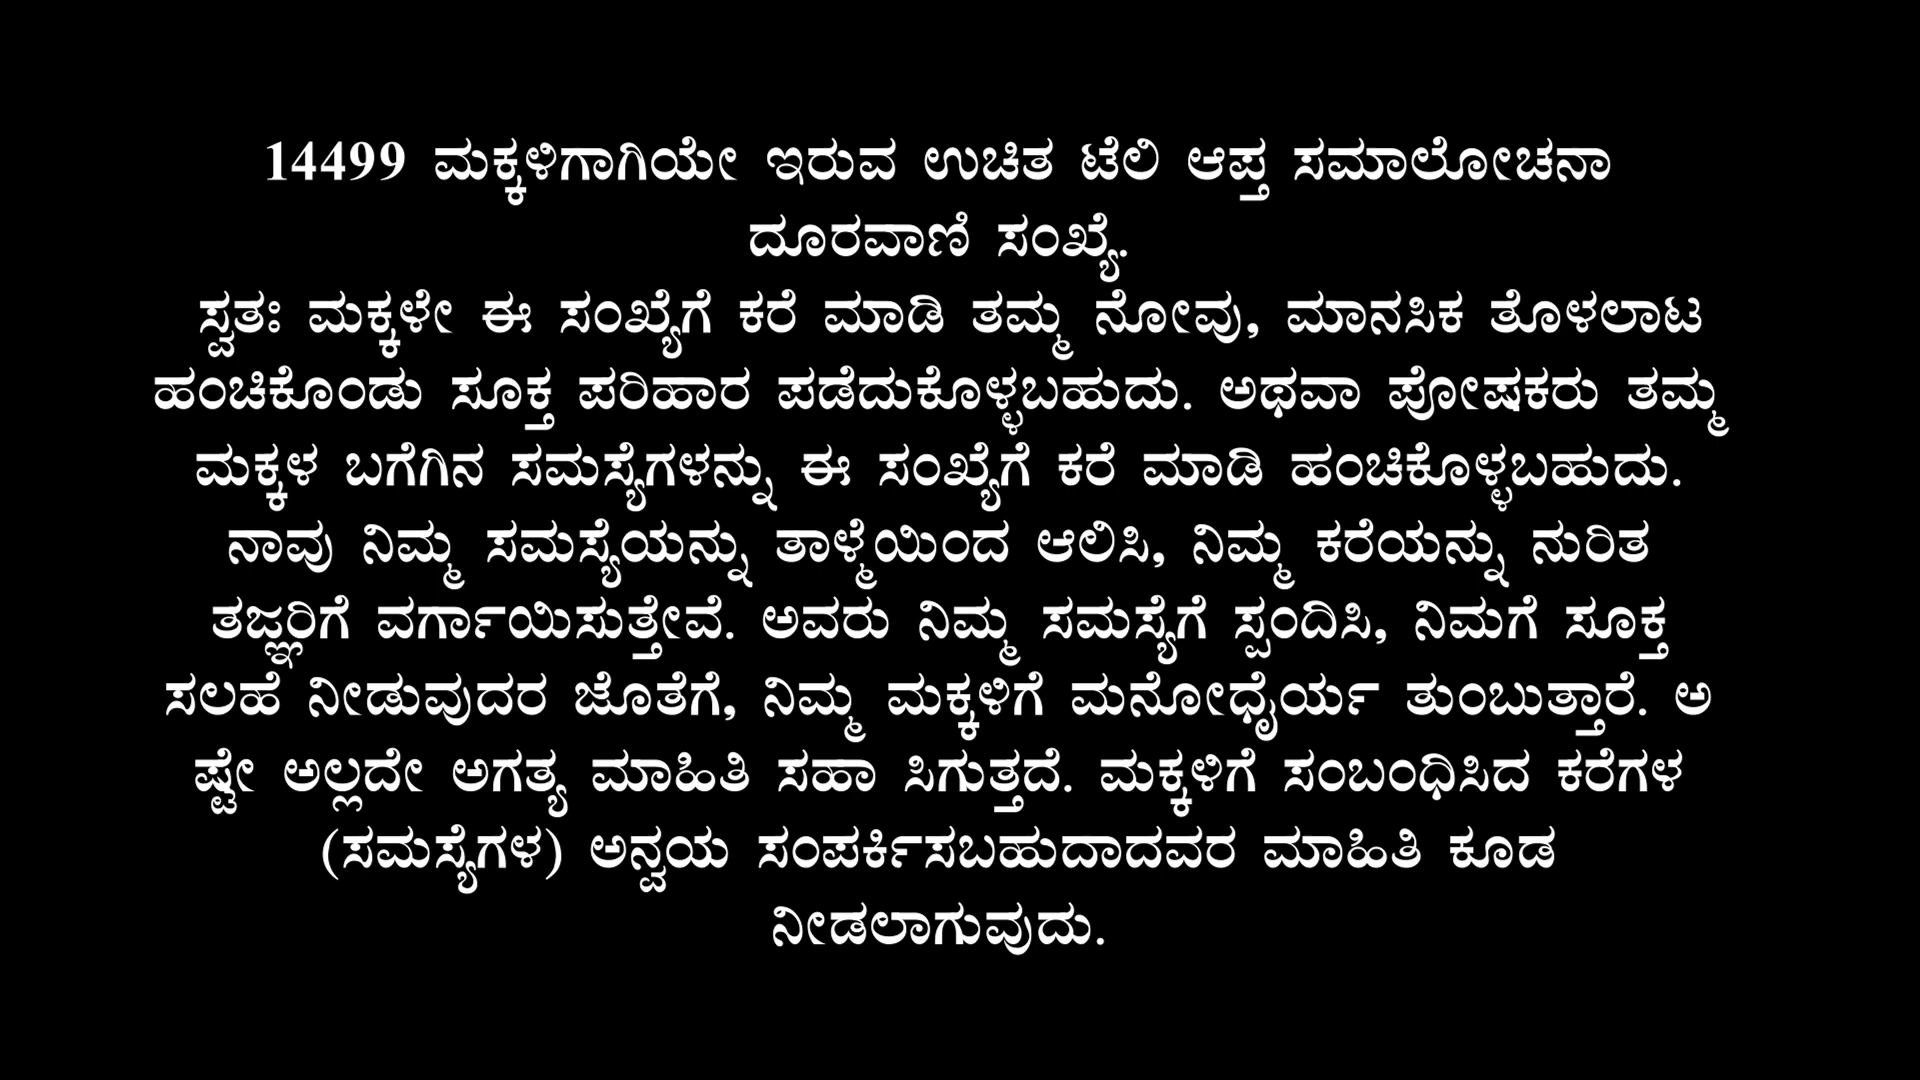 14499 ಮಕ್ಕಳಿಗಾಗಿಯೇ ಇರುವ ಉಚಿತ ಟೆಲಿ ಆಪ್ತ ಸಮಾಲೋಚನಾ
ದೂರವಾಣಿ ಸಂಖ್ಯೆ.
ಸ್ವತಃ ಮಕ್ಕಳೇ ಈ ಸಂಖ್ಯೆಗೆ ಕರೆ ಮಾಡಿ ತಮ್ಮ ನೋವು, ಮಾನಸಿಕ ತೊಳಲಾಟ
ಹಂಚಿಕೊಂಡು ಸೂಕ್ತ ಪರಿಹಾರ ಪಡೆದುಕೊಳ್ಳಬಹುದು. ಅಥವಾ ಪೋಷಕರು ತಮ್ಮ
ಮಕ್ಕಳ ಬಗೆಗಿನ ಸಮಸ್ಯೆಗಳನ್ನು ಈ ಸಂಖ್ಯೆಗೆ ಕರೆ ಮಾಡಿ ಹಂಚಿಕೊಳ್ಳಬಹುದು.
ನಾವು ನಿಮ್ಮ ಸಮಸ್ಯೆಯನ್ನು ತಾಳ್ಮೆಯಿಂದ ಆಲಿಸಿ, ನಿಮ್ಮ ಕರೆಯನ್ನು ನುರಿತ
ತಜ್ಞರಿಗೆ ವರ್ಗಾಯಿಸುತ್ತೇವೆ. ಅವರು ನಿಮ್ಮ ಸಮಸ್ಯೆಗೆ ಸ್ಪಂದಿಸಿ, ನಿಮಗೆ ಸೂಕ್ತ
ಸಲಹೆ ನೀಡುವುದರ ಜೊತೆಗೆ, ನಿಮ್ಮ ಮಕ್ಕಳಿಗೆ ಮನೋಧೈರ್ಯ ತುಂಬುತ್ತಾರೆ. ಅ
ಷ್ಟೇ ಅಲ್ಲದೇ ಅಗತ್ಯ ಮಾಹಿತಿ ಸಹಾ ಸಿಗುತ್ತದೆ. ಮಕ್ಕಳಿಗೆ ಸಂಬಂಧಿಸಿದ ಕರೆಗಳ
(ಸಮಸ್ಯೆಗಳ) ಅನ್ವಯ ಸಂಪರ್ಕಿಸಬಹುದಾದವರ ಮಾಹಿತಿ ಕೂಡ
ನೀಡಲಾಗುವುದು.